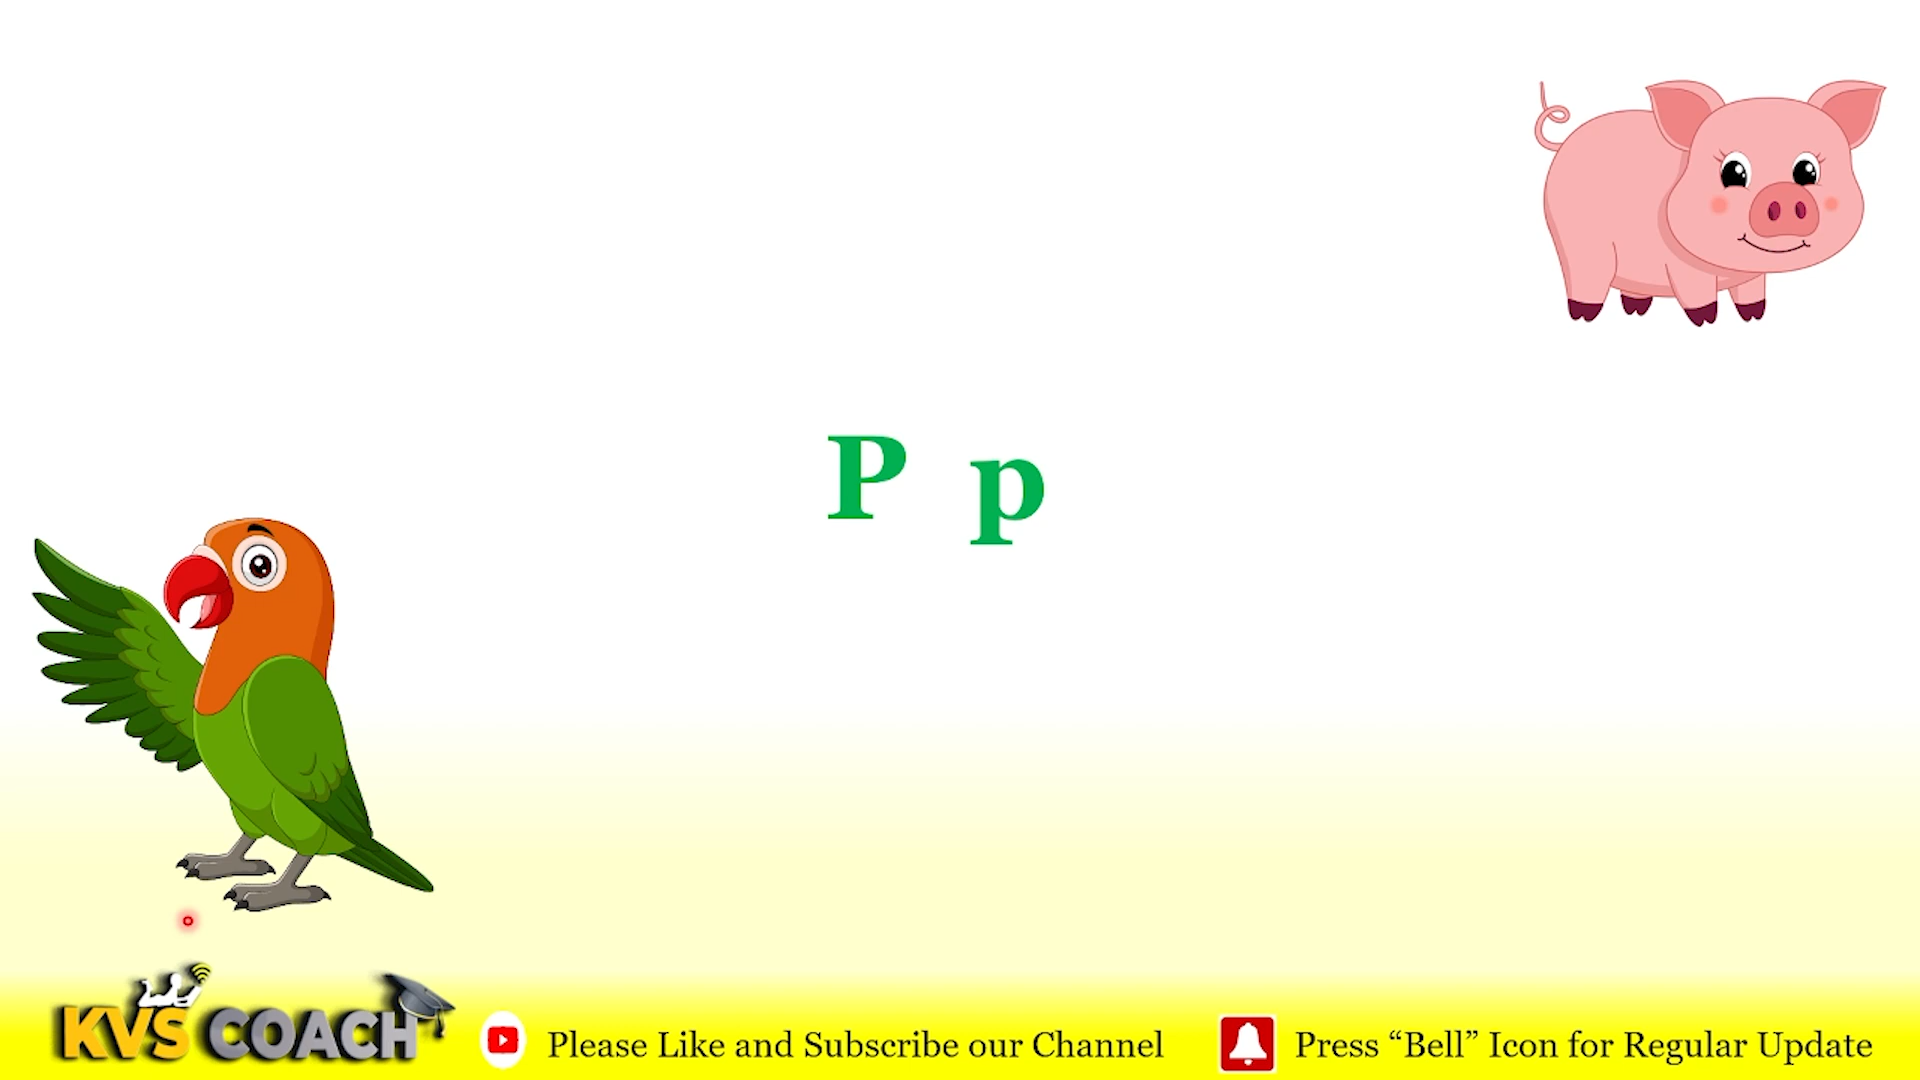 P p
KVS COACH
Please Like and Subscribe our Channel
Press “Bell” Icon for Regular Update